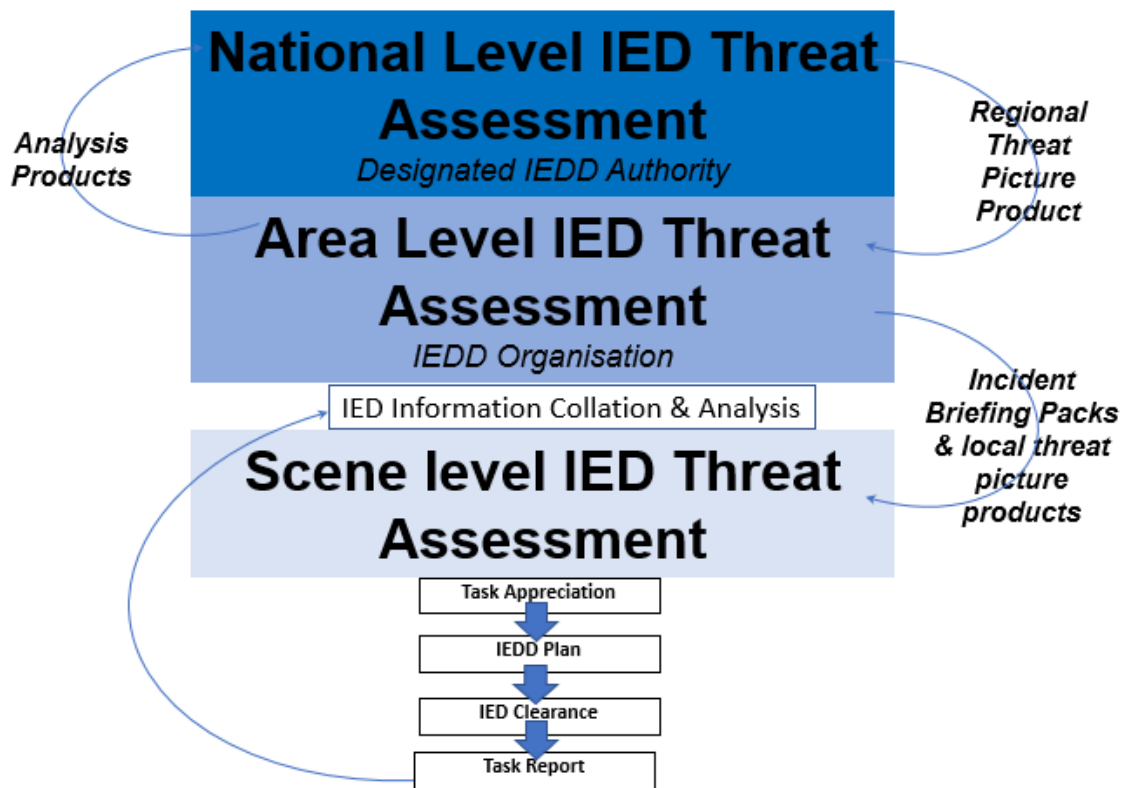 National Level IED Threat
Assessment
Designated IEDD Authority
Analysis
Products
Regional
Threat
Picture
Product
Area Level IED Threat
Assessment
IEDD Organisation
IED Information Collation & Analysis
Incident
Briefing Packs
& local threat
picture
products
Scene level IED Threat
Assessment
Task Appreciation
IEDD Plan
IED Clearance
Task Report